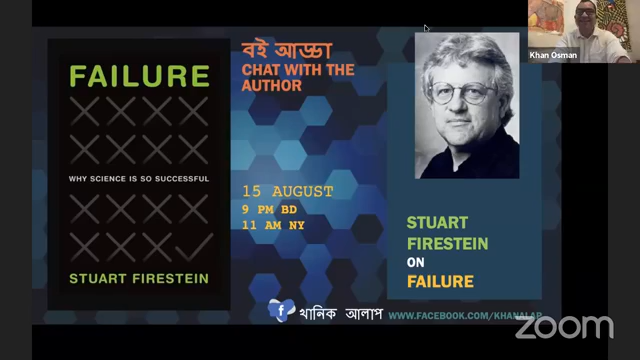 FAILURE
WHY SCIENCE IS SO SUCCESSFUL
STUART FIRESTEIN
বই আড্ডা
CHAT WITH THE
AUTHOR
15 AUGUST
9 PM BD
11 AM NY
Khan Osman
STUART
FIRESTEIN
ON
FAILURE
f খানিক আলাপ
WWW.FACEBOOK.COM/KHANALAP
zoom